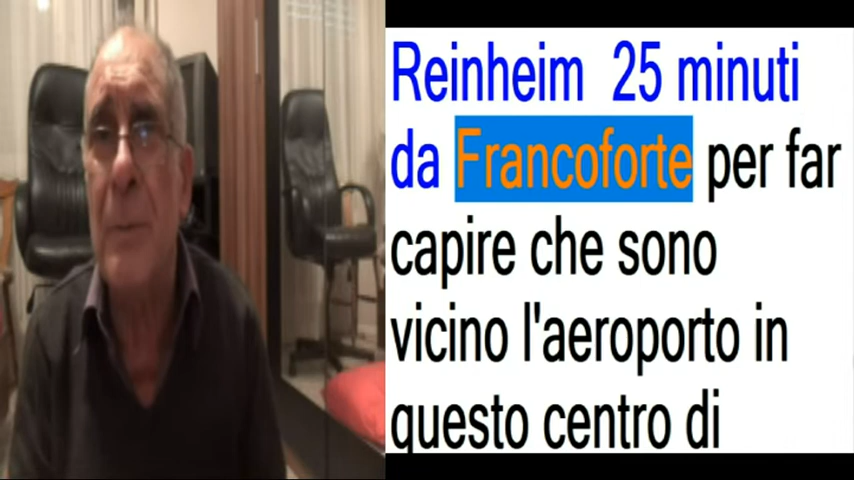 Reinheim 25 minuti
da Francoforte per far
capire che sono
vicino l'aeroporto in
questo centro di